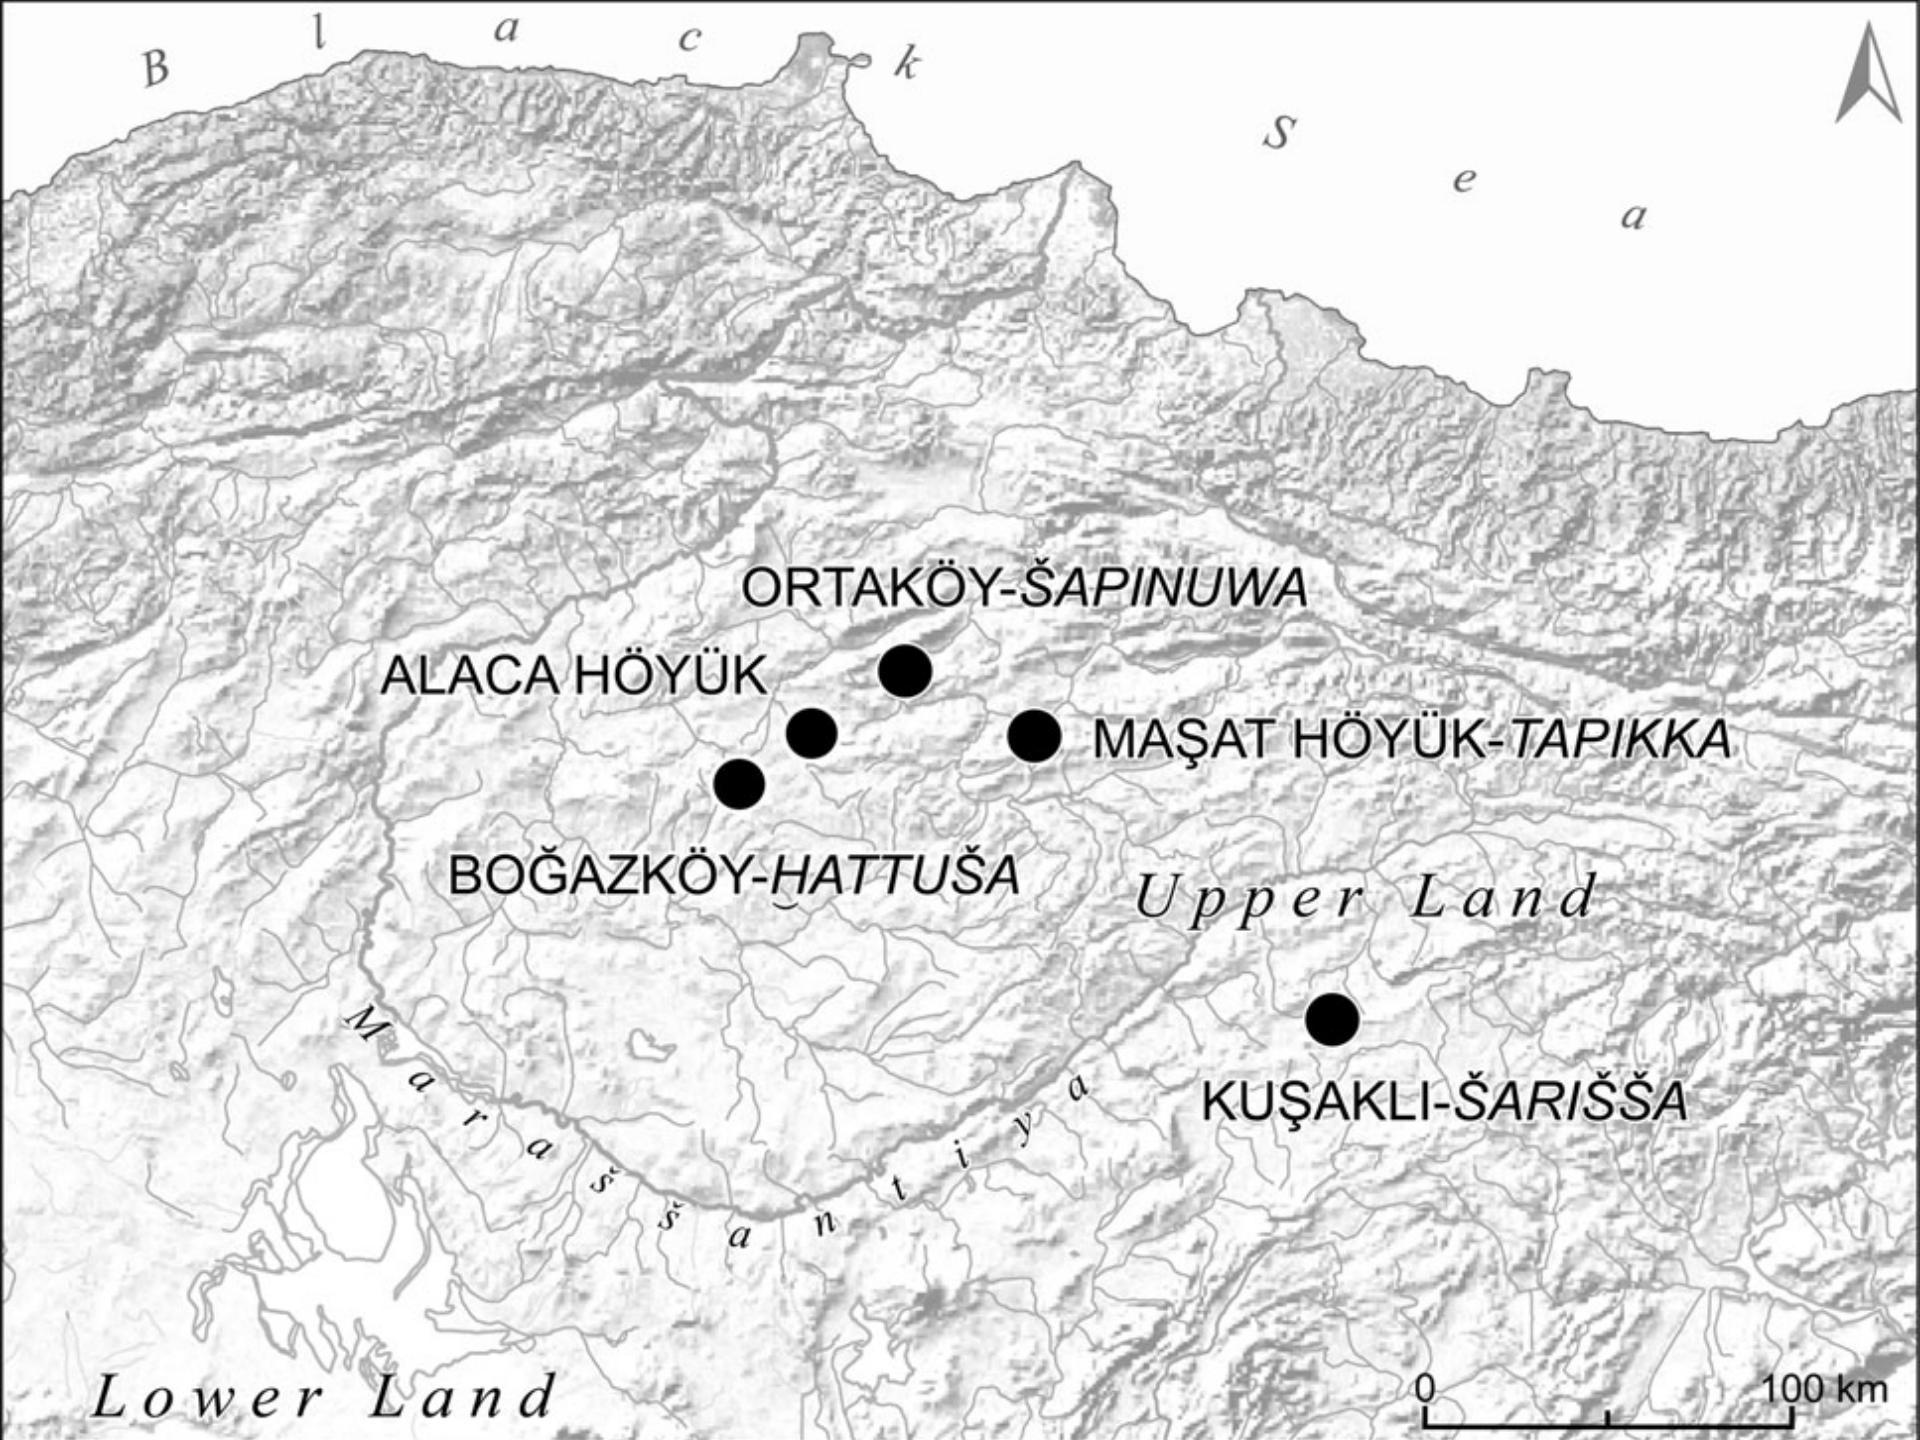 Black Sea
ORTAKÖY-ŠAPINUWA
ALACA HÖYÜK
MAŞAT HÖYÜK-TAPIKKA
BOĞAZKÖY-ḪATTUŠA
Upper Land
Maraššantiya
KUŞAKLI-ŠARIŠŠA
Lower Land
0 100 km